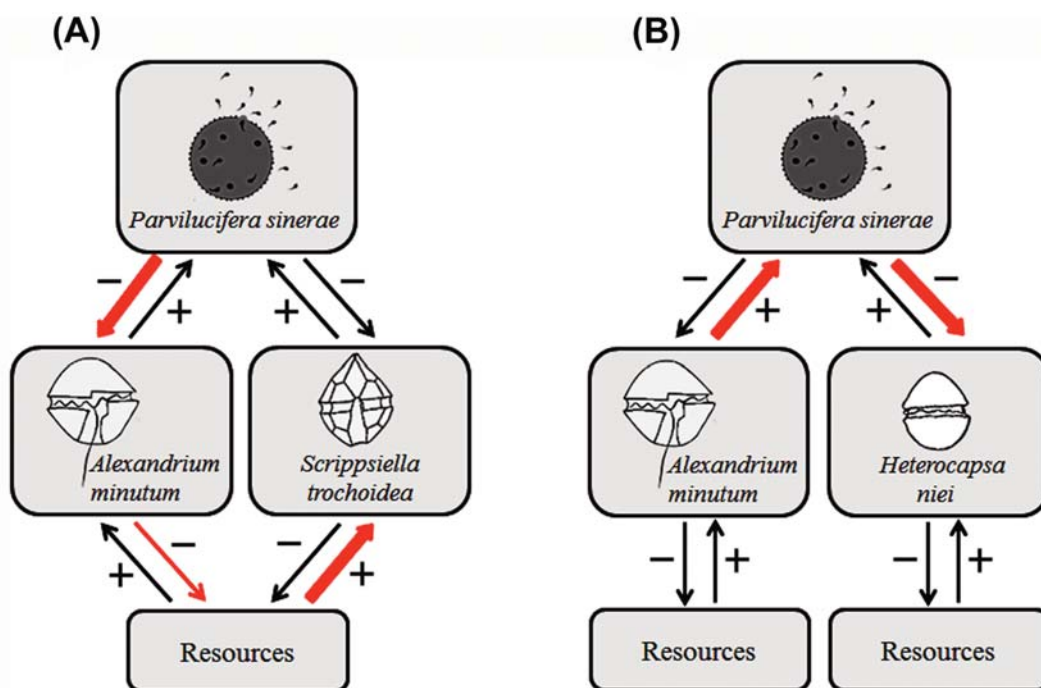 (A)
Parvilucifera sinerae
−
+
+
−
Alexandrium
minutum
Scrippsiella
trochoidea
+
−
−
+
Resources
(B)
Parvilucifera sinerae
−
+
+
−
Alexandrium
minutum
Heterocapsa
niei
−
+
−
+
Resources
Resources